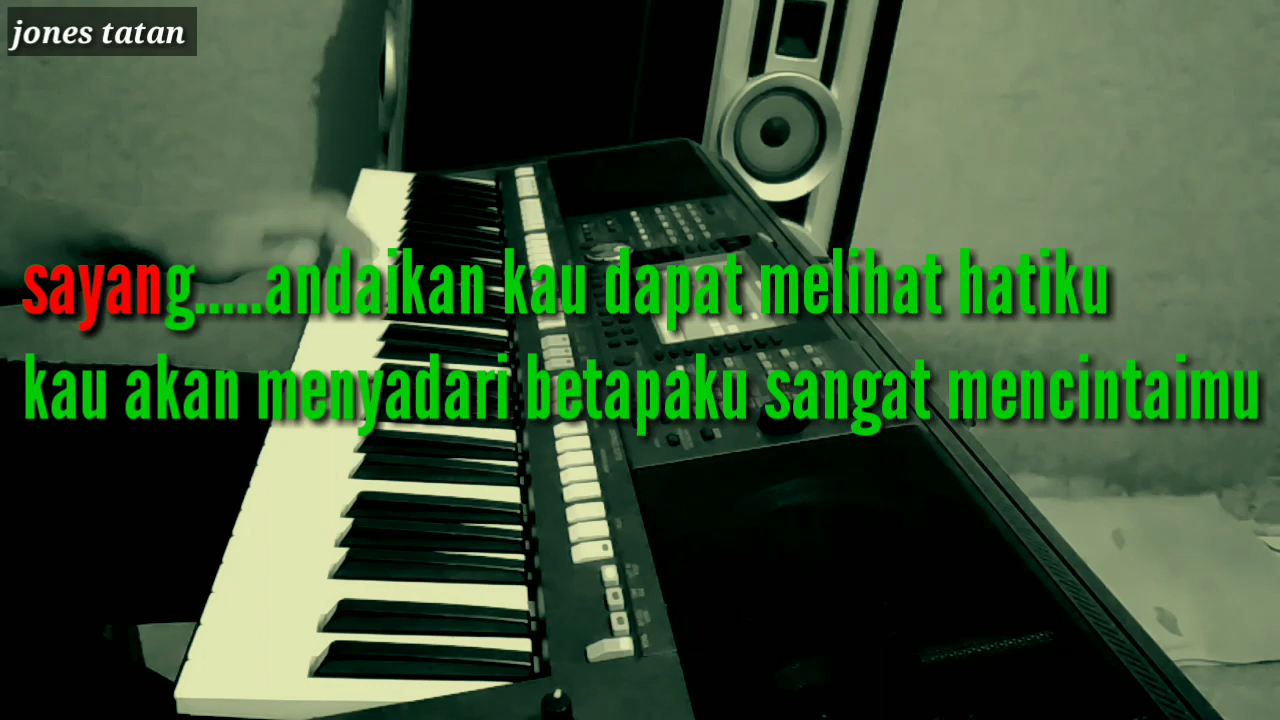 jones tatan
sayang.....andaikan kau dapat melihat hatiku
kau akan menyadari betapaku sangat mencintaimu